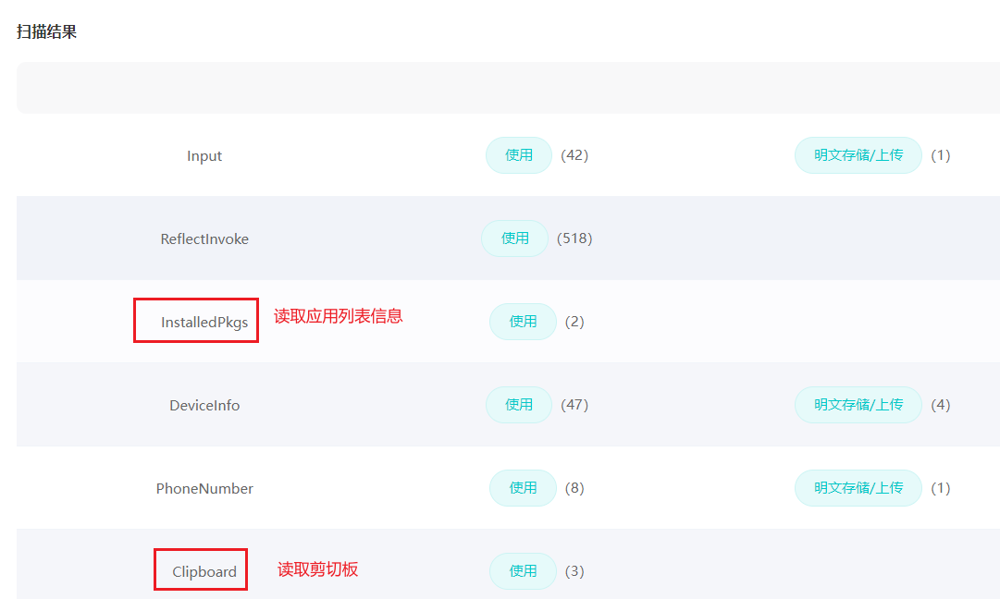 扫描结果
Input 使用 (42) 明文存储/上传 (1)
ReflectInvoke 使用 (518)
InstalledPkgs 读取应用列表信息 使用 (2)
DeviceInfo 使用 (47) 明文存储/上传 (4)
PhoneNumber 使用 (8) 明文存储/上传 (1)
Clipboard 读取剪切板 使用 (3)